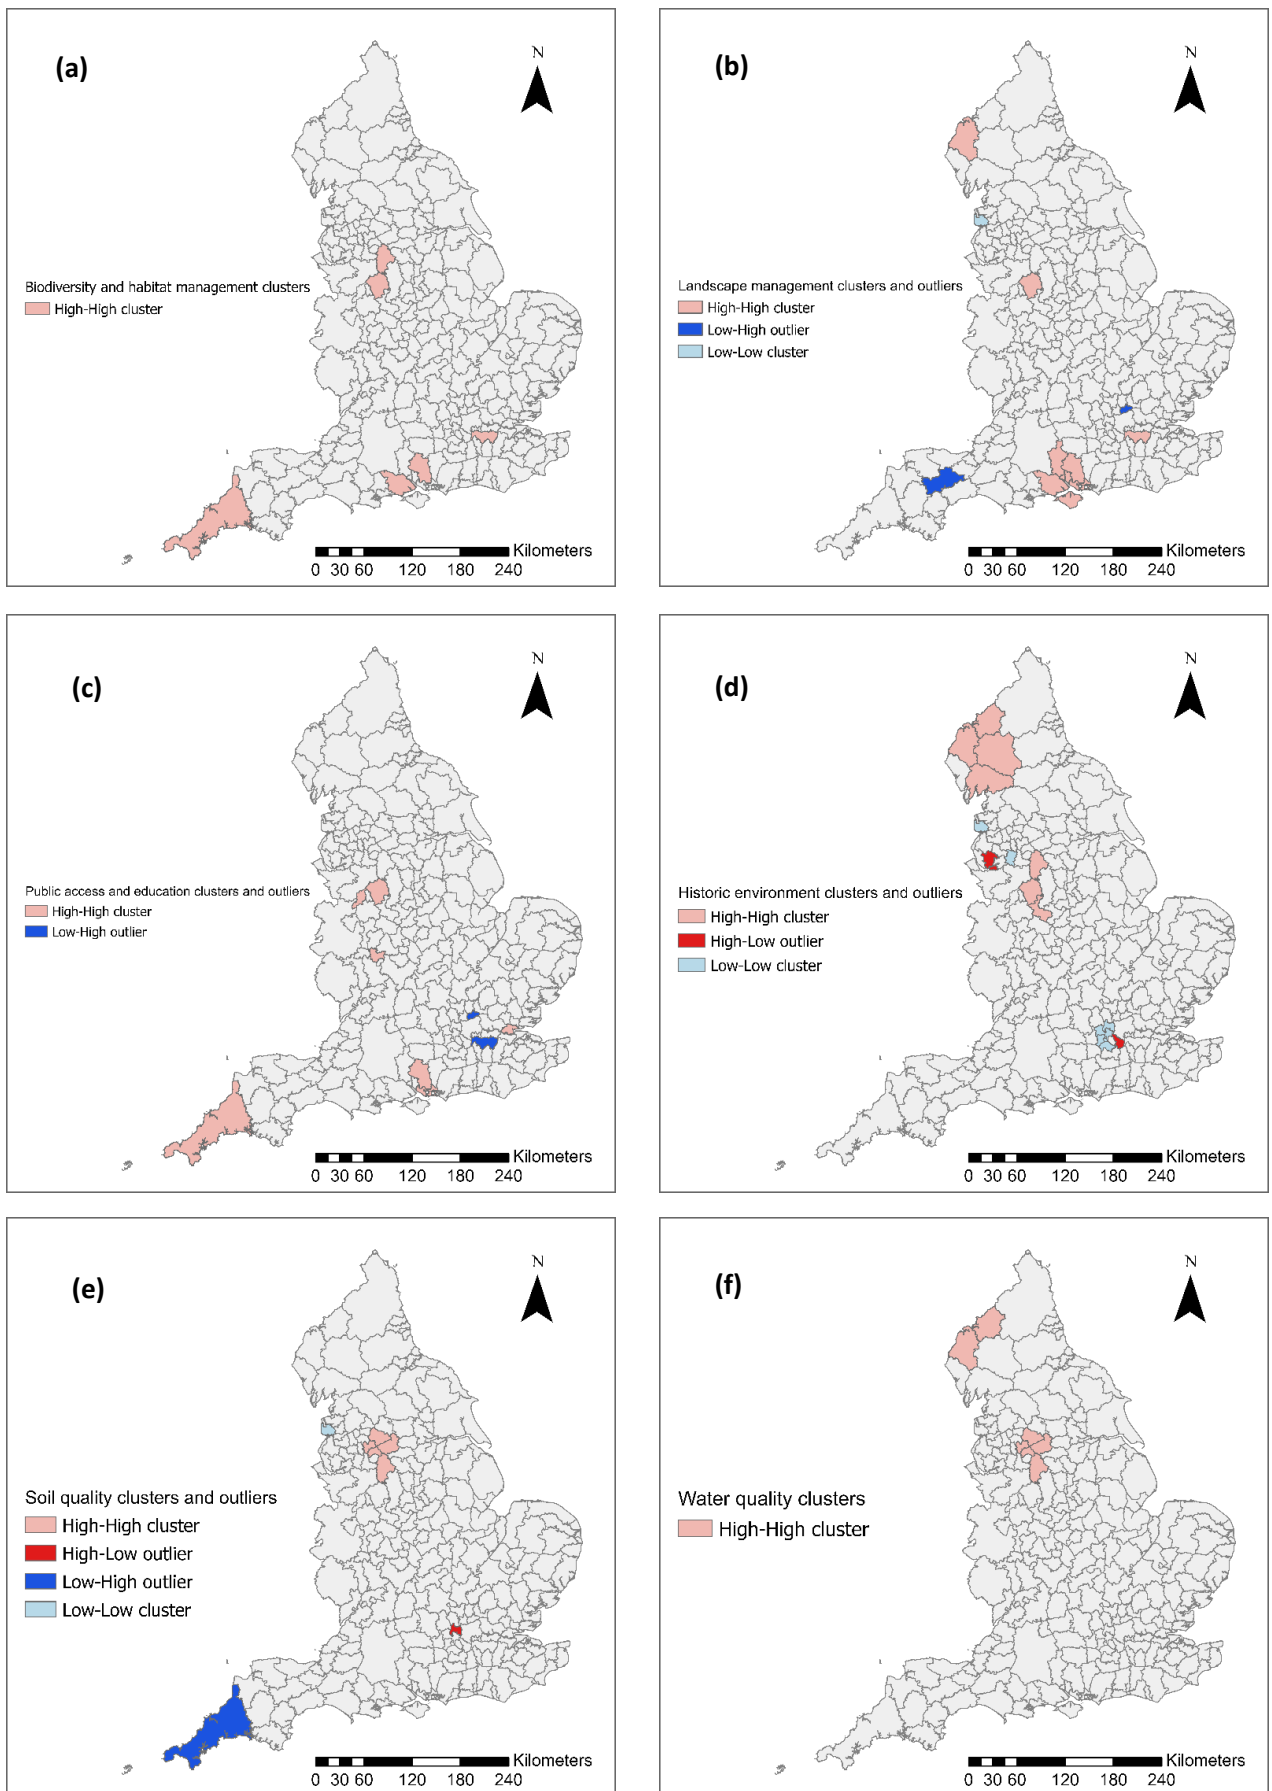 (a)
N
Biodiversity and habitat management clusters
High-High cluster
Kilometers
0 30 60 120 180 240
(b)
N
Landscape management clusters and outliers
High-High cluster
Low-High outlier
Low-Low cluster
Kilometers
0 30 60 120 180 240
(c)
N
Public access and education clusters and outliers
High-High cluster
Low-High outlier
Kilometers
0 30 60 120 180 240
(d)
N
Historic environment clusters and outliers
High-High cluster
High-Low outlier
Low-Low cluster
Kilometers
0 30 60 120 180 240
(e)
N
Soil quality clusters and outliers
High-High cluster
High-Low outlier
Low-High outlier
Low-Low cluster
Kilometers
0 30 60 120 180 240
(f)
N
Water quality clusters
High-High cluster
Kilometers
0 30 60 120 180 240